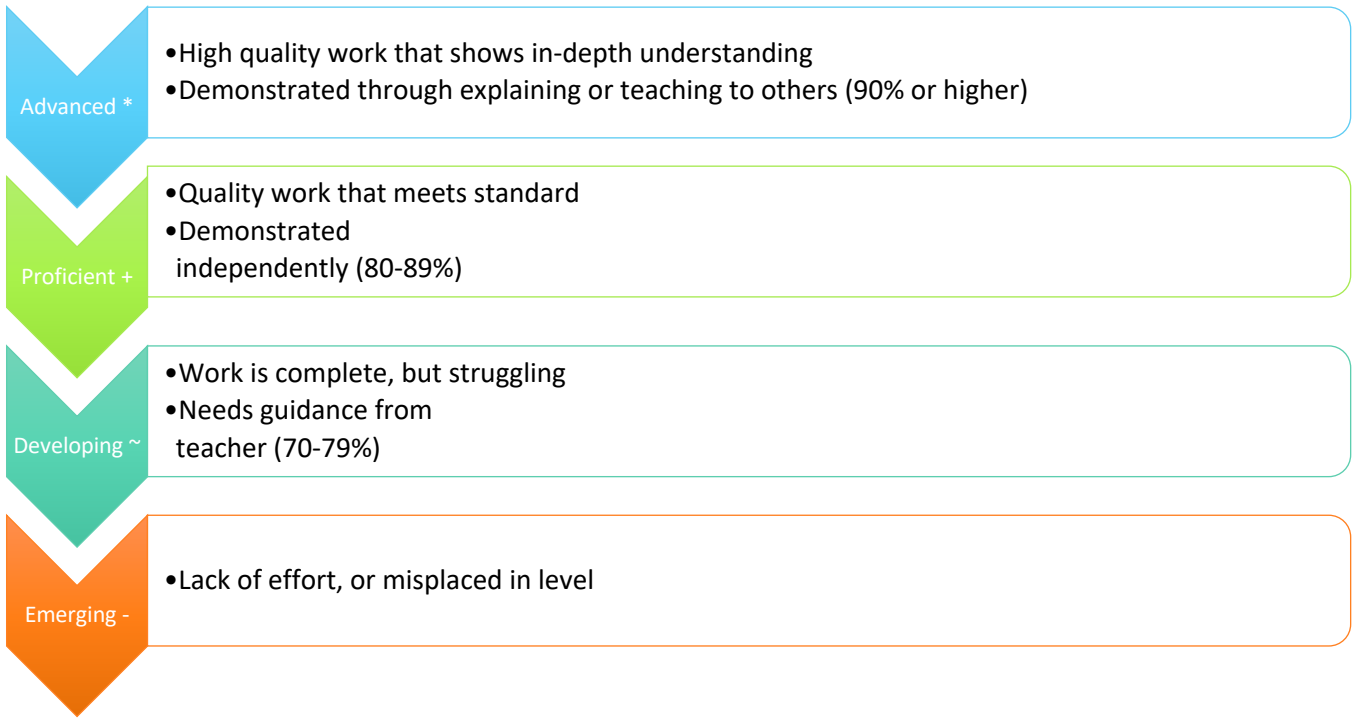 Advanced *
•High quality work that shows in-depth understanding
•Demonstrated through explaining or teaching to others (90% or higher)
Proficient +
•Quality work that meets standard
•Demonstrated
independently (80-89%)
Developing ~
•Work is complete, but struggling
•Needs guidance from
teacher (70-79%)
Emerging -
•Lack of effort, or misplaced in level